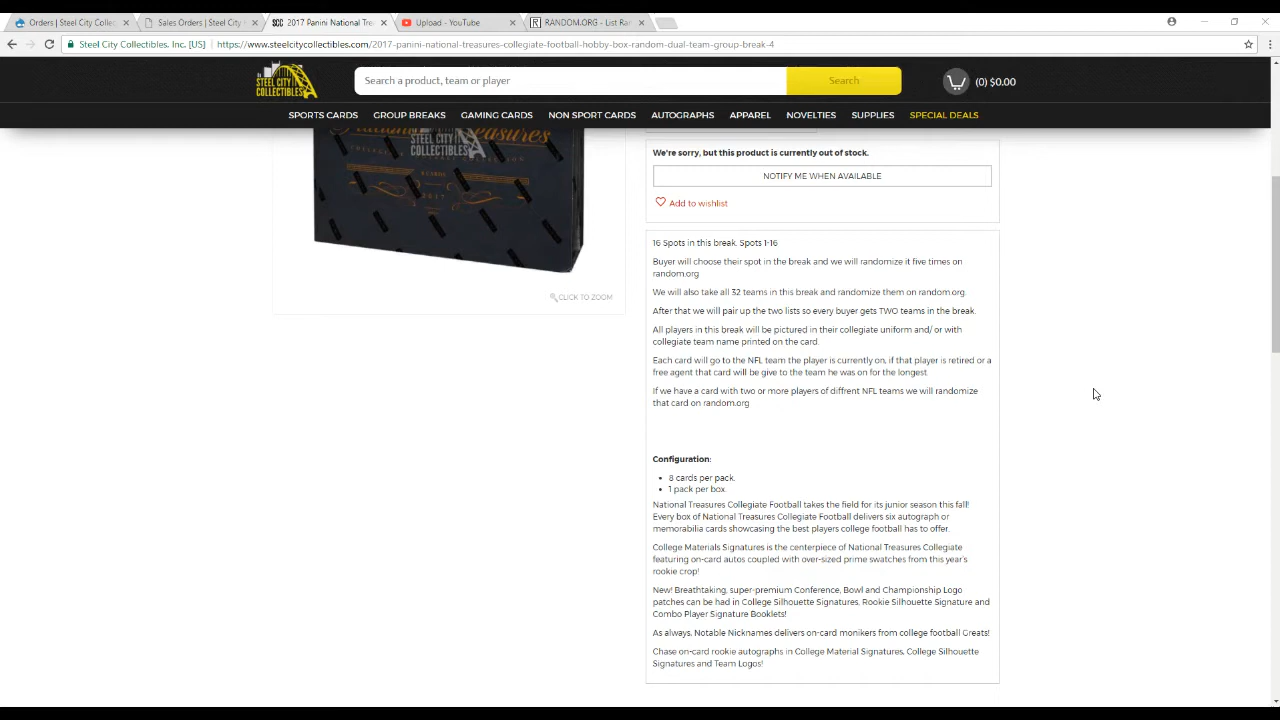 Orders | Steel City Collec
Sales Orders | Steel City
SCC 2017 Panini National Tre
Upload - YouTube
RANDOM.ORG - List Ran
Steel City Collectibles. Inc. [US] https://www.steelcitycollectibles.com/2017-panini-national-treasures-collegiate-football-hobby-box-random-dual-team-group-break-4
STEEL CITY
COLLECTIBLES
Search a product, team or player
Search
(0) $0.00
SPORTS CARDS GROUP BREAKS GAMING CARDS NON SPORT CARDS AUTOGRAPHS APPAREL NOVELTIES SUPPLIES SPECIAL DEALS
STEEL CITY
COLLECTIBLES
8 CARDS
2017
CLICK TO ZOOM
We're sorry, but this product is currently out of stock.
NOTIFY ME WHEN AVAILABLE
Add to wishlist
16 Spots in this break. Spots 1-16
Buyer will choose their spot in the break and we will randomize it five times on
random.org
We will also take all 32 teams in this break and randomize them on random.org.
After that we will pair up the two lists so every buyer gets TWO teams in the break.
All players in this break will be pictured in their collegiate uniform and/ or with
collegiate team name printed on the card.
Each card will go to the NFL team the player is currently on, if that player is retired or a
free agent that card will be give to the team he was on for the longest.
If we have a card with two or more players of diffrent NFL teams we will randomize
that card on random.org
Configuration:
• 8 cards per pack.
• 1 pack per box.
National Treasures Collegiate Football takes the field for its junior season this fall!
Every box of National Treasures Collegiate Football delivers six autograph or
memorabilia cards showcasing the best players college football has to offer.
College Materials Signatures is the centerpiece of National Treasures Collegiate
featuring on-card autos coupled with over-sized prime swatches from this year's
rookie crop!
New! Breathtaking, super-premium Conference, Bowl and Championship Logo
patches can be had in College Silhouette Signatures, Rookie Silhouette Signature and
Combo Player Signature Booklets!
As always, Notable Nicknames delivers on-card monikers from college football Greats!
Chase on-card rookie autographs in College Material Signatures, College Silhouette
Signatures and Team Logos!